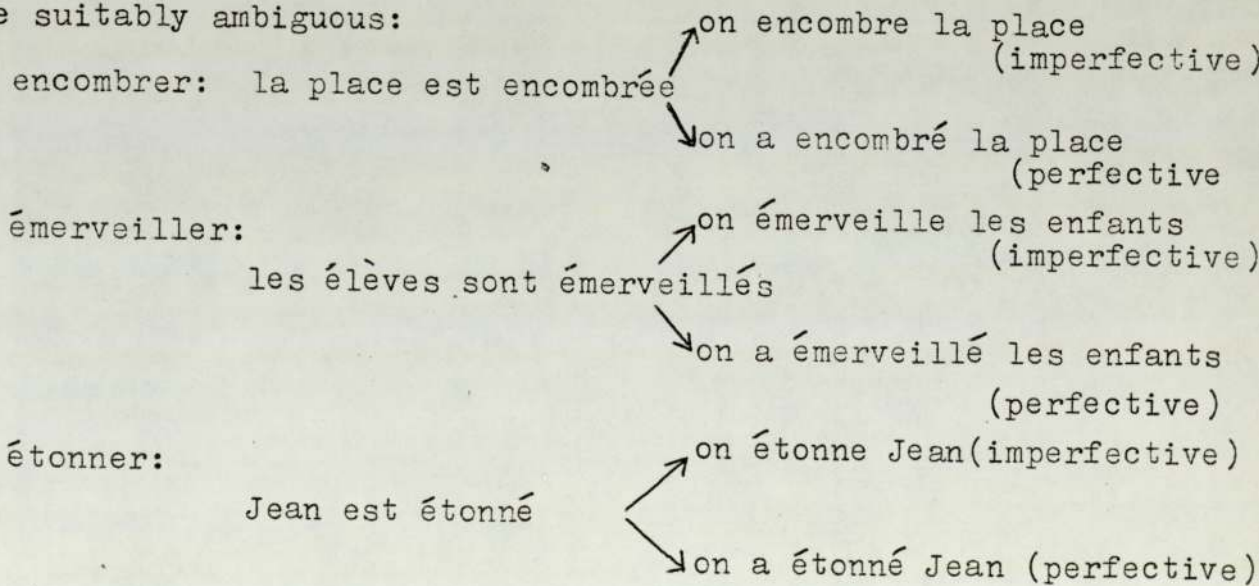 e suitably ambiguous:
on encombre la place
(imperfective)
encombrer: la place est encombrée
on a encombré la place
(perfective
émerveiller:
on émerveille les enfants
(imperfective)
les élèves sont émerveillés
on a émerveillé les enfants
(perfective)
étonner:
on étonne Jean(imperfective)
Jean est étonné
on a étonné Jean (perfective)